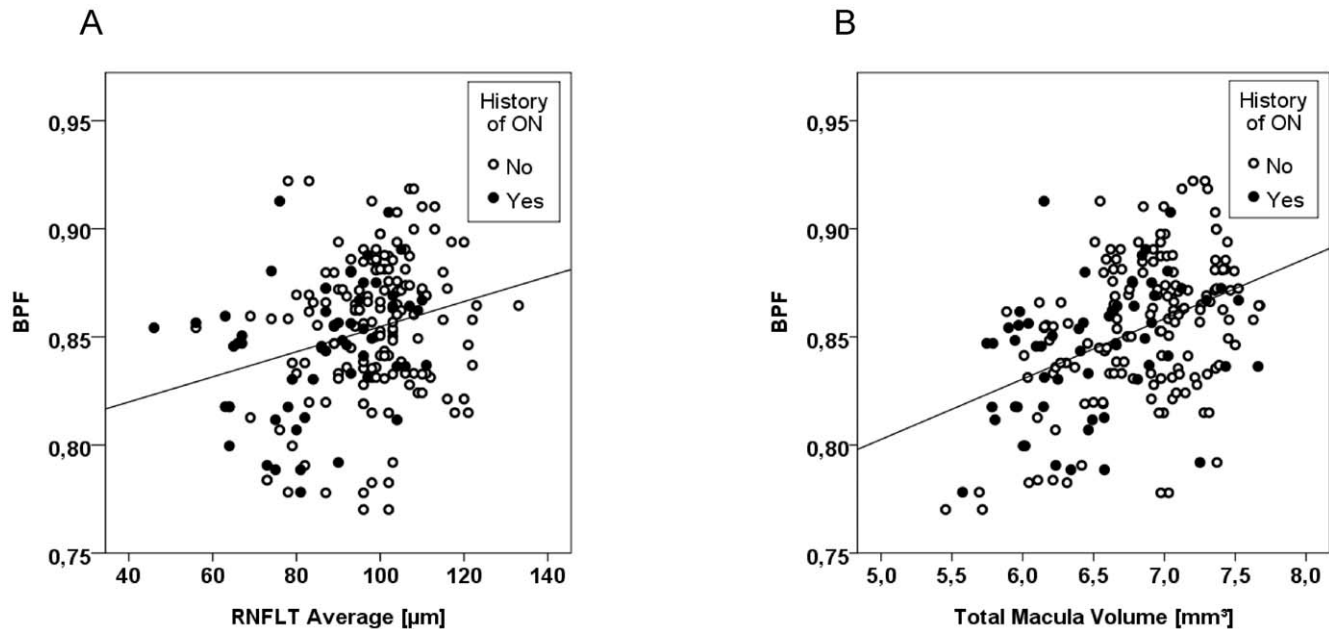 A
History
of ON
No
Yes
0,95
0,90
0,85
0,80
0,75
BPF
40 60 80 100 120 140
RNFLT Average [µm]
B
History
of ON
No
Yes
0,95
0,90
0,85
0,80
0,75
BPF
5,0 5,5 6,0 6,5 7,0 7,5 8,0
Total Macula Volume [mm³]